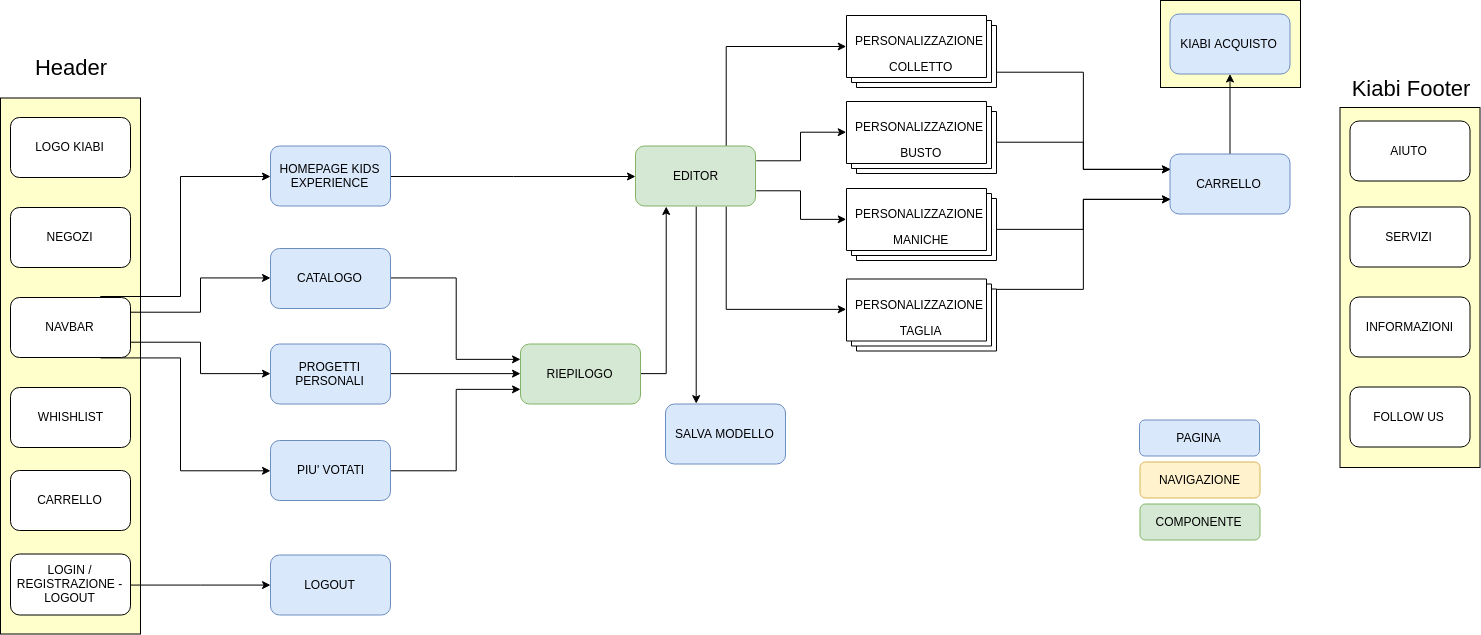 Header
LOGO KIABI
NEGOZI
NAVBAR
WHISHLIST
CARRELLO
LOGIN /
REGISTRAZIONE -
LOGOUT
HOMEPAGE KIDS
EXPERIENCE
CATALOGO
PROGETTI
PERSONALI
PIU' VOTATI
LOGOUT
RIEPILOGO
EDITOR
SALVA MODELLO
PERSONALIZZAZIONE
COLLETTO
PERSONALIZZAZIONE
BUSTO
PERSONALIZZAZIONE
MANICHE
PERSONALIZZAZIONE
TAGLIA
KIABI ACQUISTO
CARRELLO
PAGINA
NAVIGAZIONE
COMPONENTE
Kiabi Footer
AIUTO
SERVIZI
INFORMAZIONI
FOLLOW US